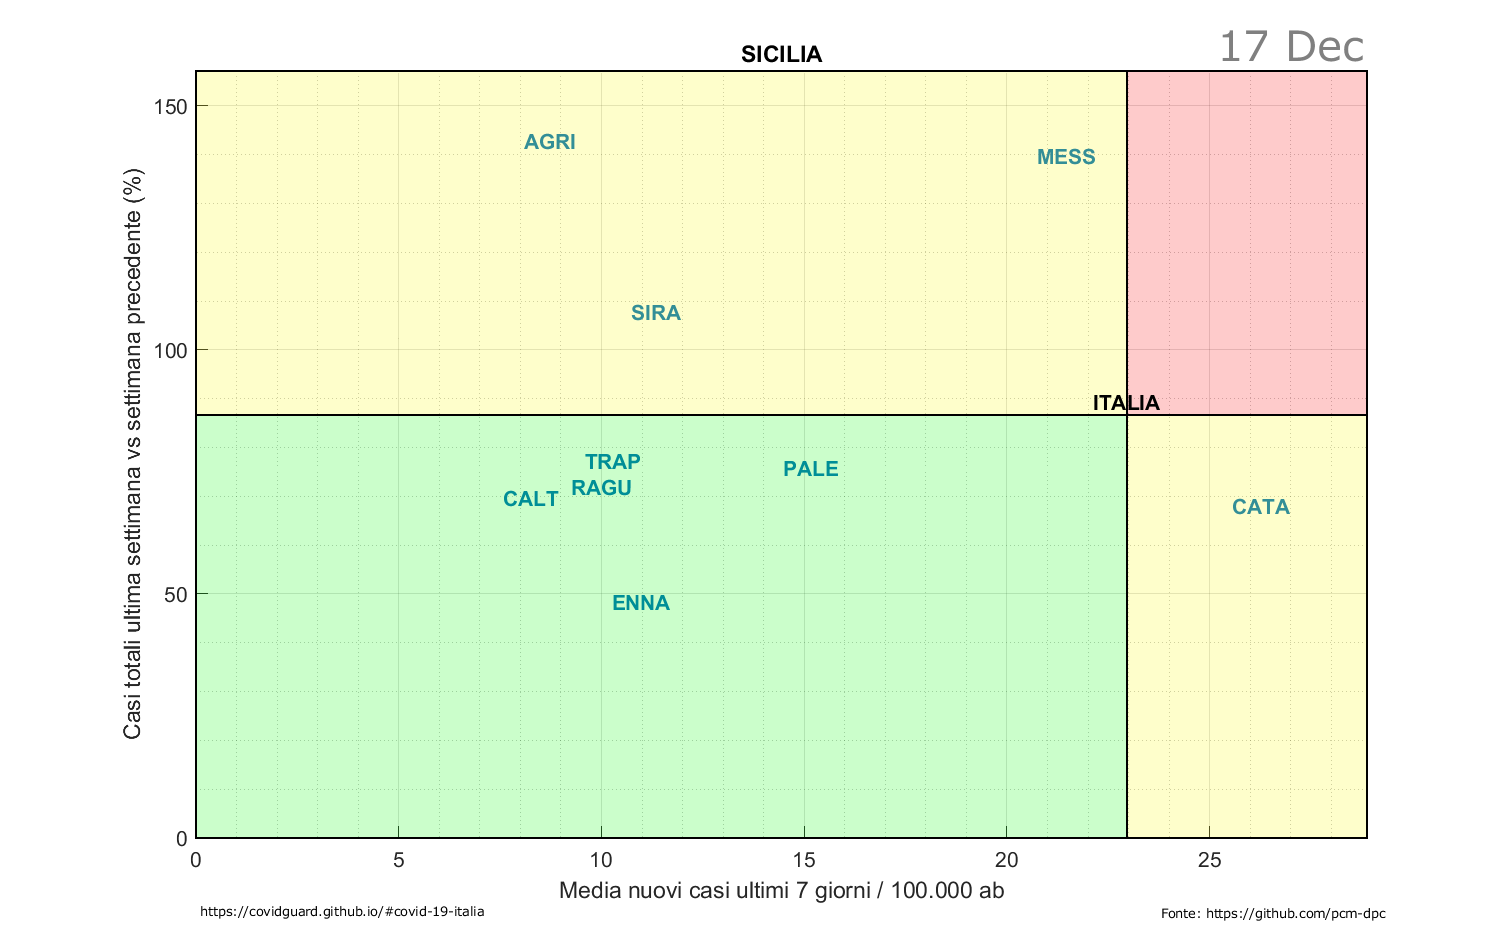 17 Dec
SICILIA
150
AGRI
MESS
SIRA
100
ITALIA
TRAP
PALE
RAGU
CALT
CATA
50
ENNA
0
0 5 10 15 20 25
Casi totali ultima settimana vs settimana precedente (%)
Media nuovi casi ultimi 7 giorni / 100.000 ab
https://covidguard.github.io/#covid-19-italia
Fonte: https://github.com/pcm-dpc